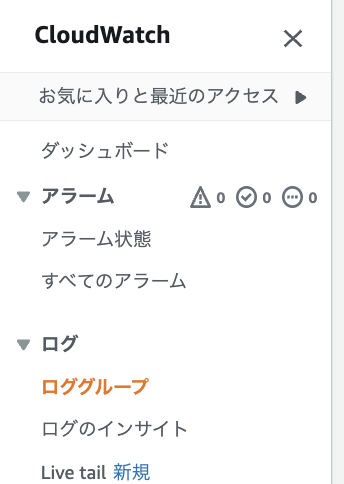 CloudWatch
お気に入りと最近のアクセス
ダッシュボード
アラーム 0 0 0
アラーム状態
すべてのアラーム
ログ
ロググループ
ログのインサイト
Live tail 新規